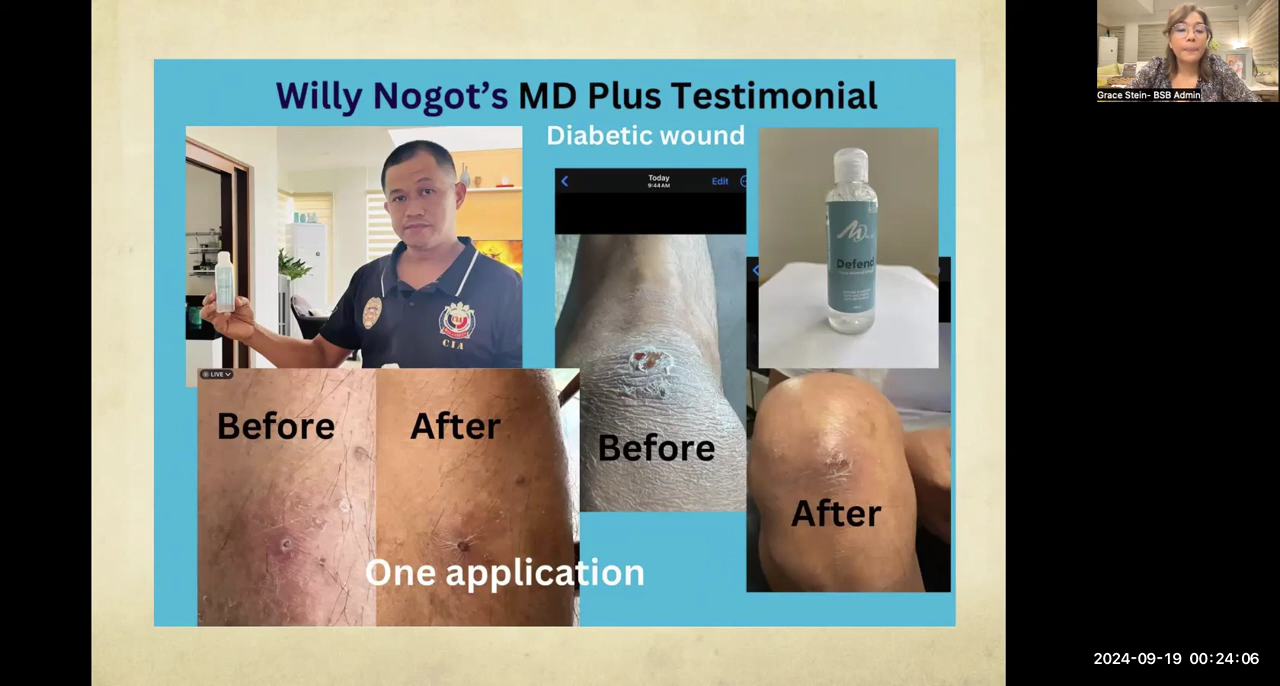 Willy Nogot's MD Plus Testimonial
Diabetic wound
Today
9:44 AM
Edit
Defend
CIA
LIVE
Before
After
Before
After
One application
Grace Stein- BSB Admin
2024-09-19 00:24:06